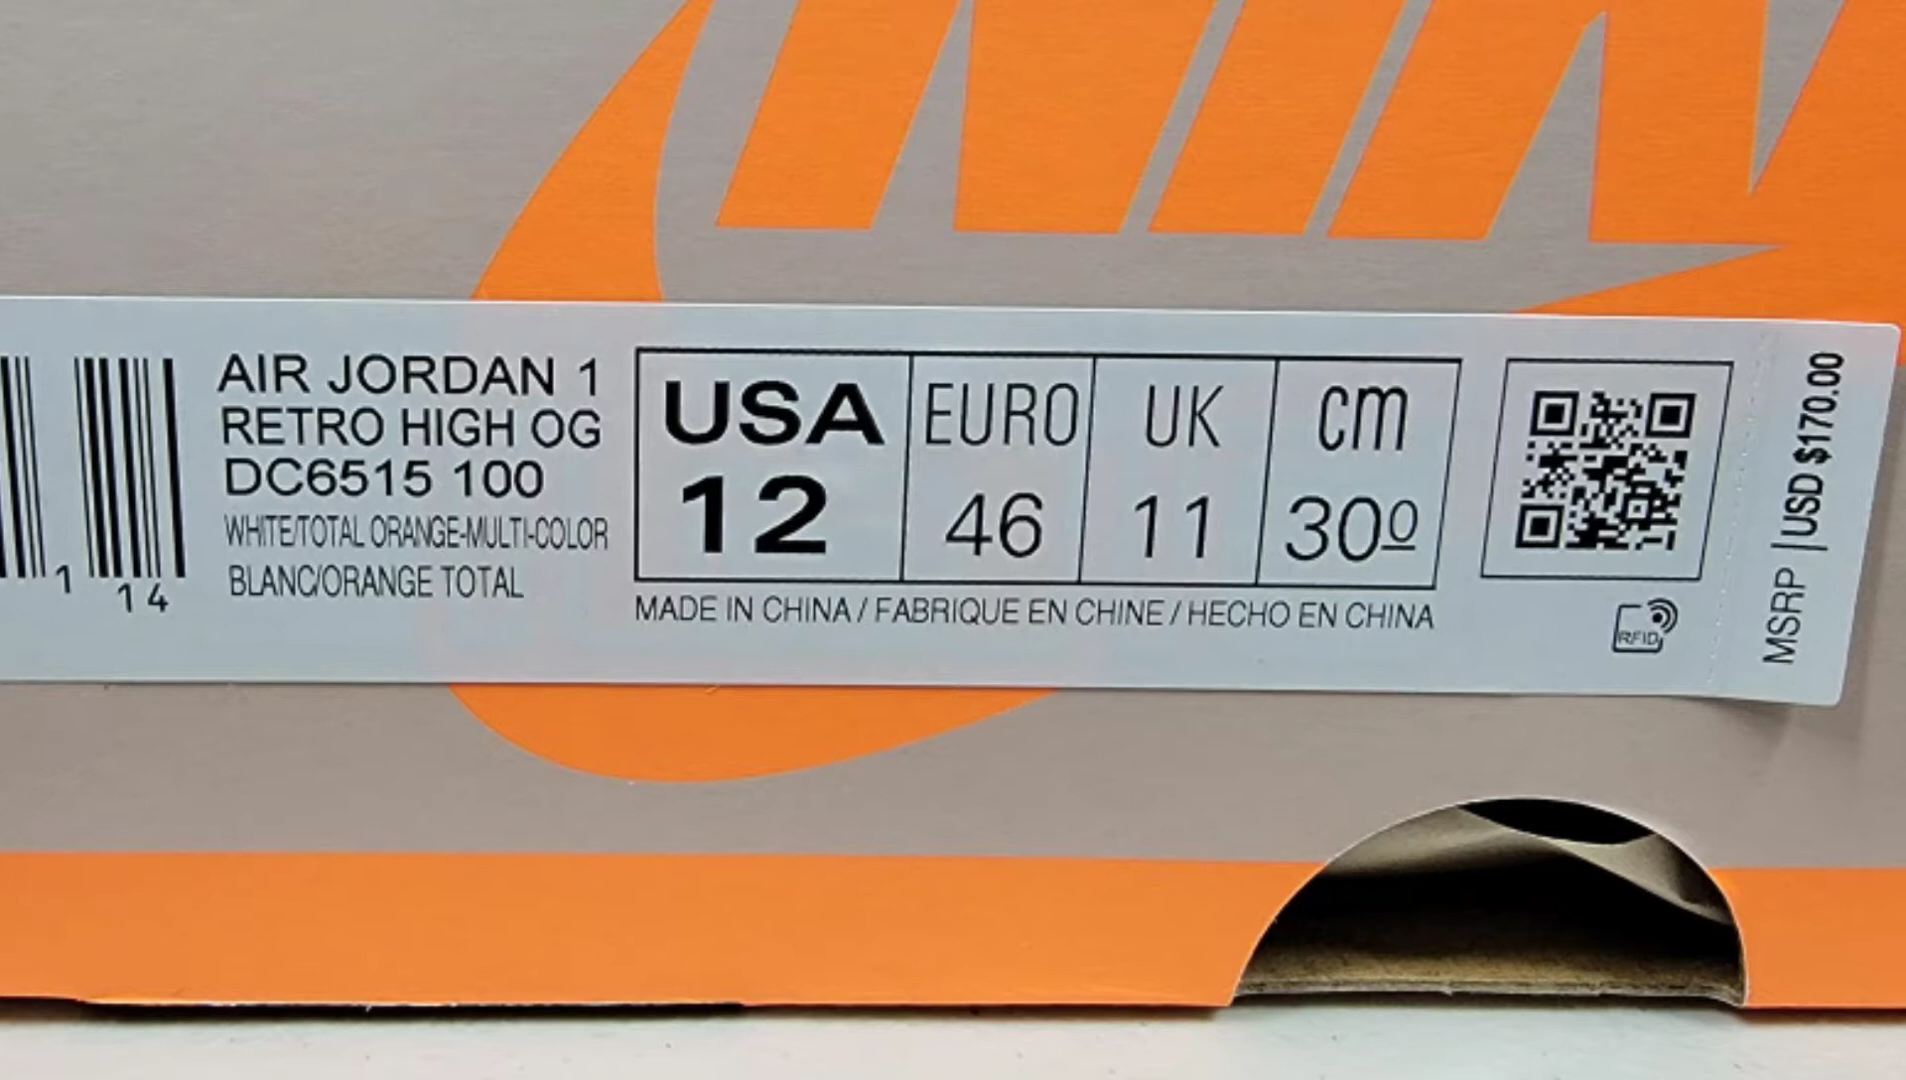 AIR JORDAN 1
RETRO HIGH OG
DC6515 100
WHITE/TOTAL ORANGE-MULTI-COLOR
BLANC/ORANGE TOTAL
1 14
USA EURO UK cm
12 46 11 30º
MADE IN CHINA / FABRIQUE EN CHINE / HECHO EN CHINA
RFID
MSRP | USD $170.00